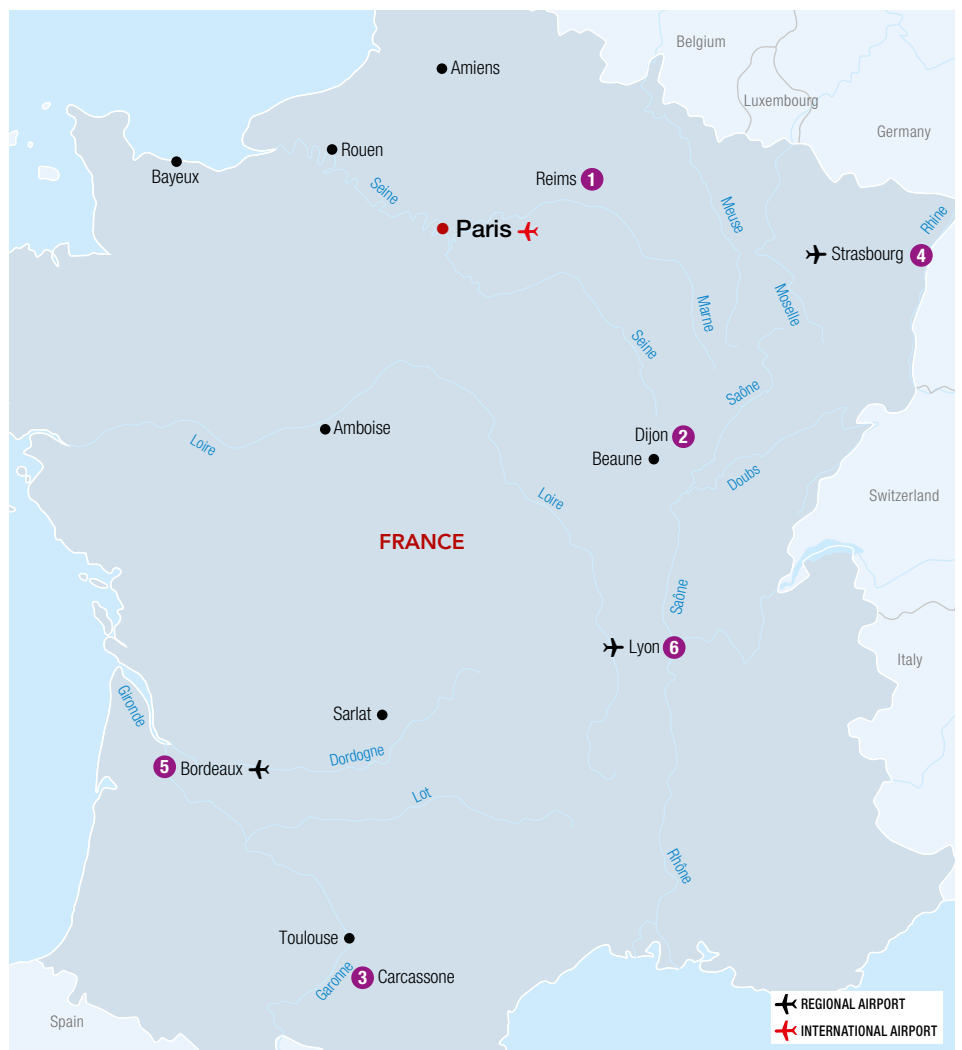 Belgium
Amiens
Luxembourg
Germany
Rouen
Bayeux
Reims 1
Seine
Meuse
Rhine
Paris
Strasbourg 4
Moselle
Marne
Seine
Saône
Amboise
Loire
Dijon 2
Beaune
Doubs
Loire
Switzerland
FRANCE
Saône
Lyon 6
Italy
Gironde
Sarlat
Dordogne
5 Bordeaux
Lot
Rhône
Toulouse
Garonne
3 Carcassone
Spain
REGIONAL AIRPORT
INTERNATIONAL AIRPORT